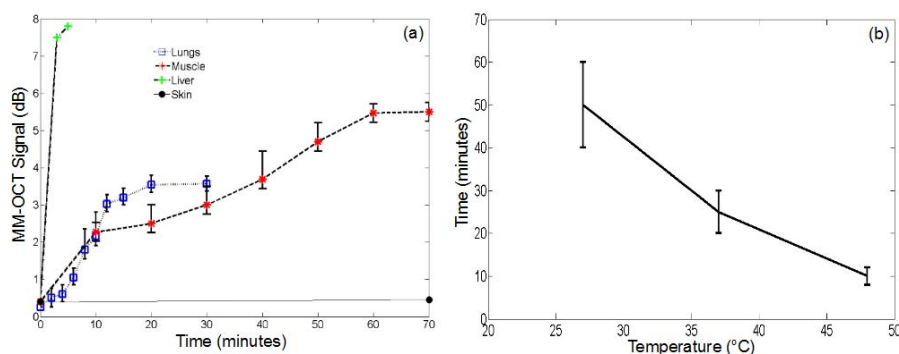 (a)
Lungs
Muscle
Liver
Skin
MM-OCT Signal (dB)
8
7
6
5
4
3
2
1
0
0 10 20 30 40 50 60 70
Time (minutes)
(b)
Time (minutes)
60
50
40
30
20
10
0
20 25 30 35 40 45 50
Temperature (°C)